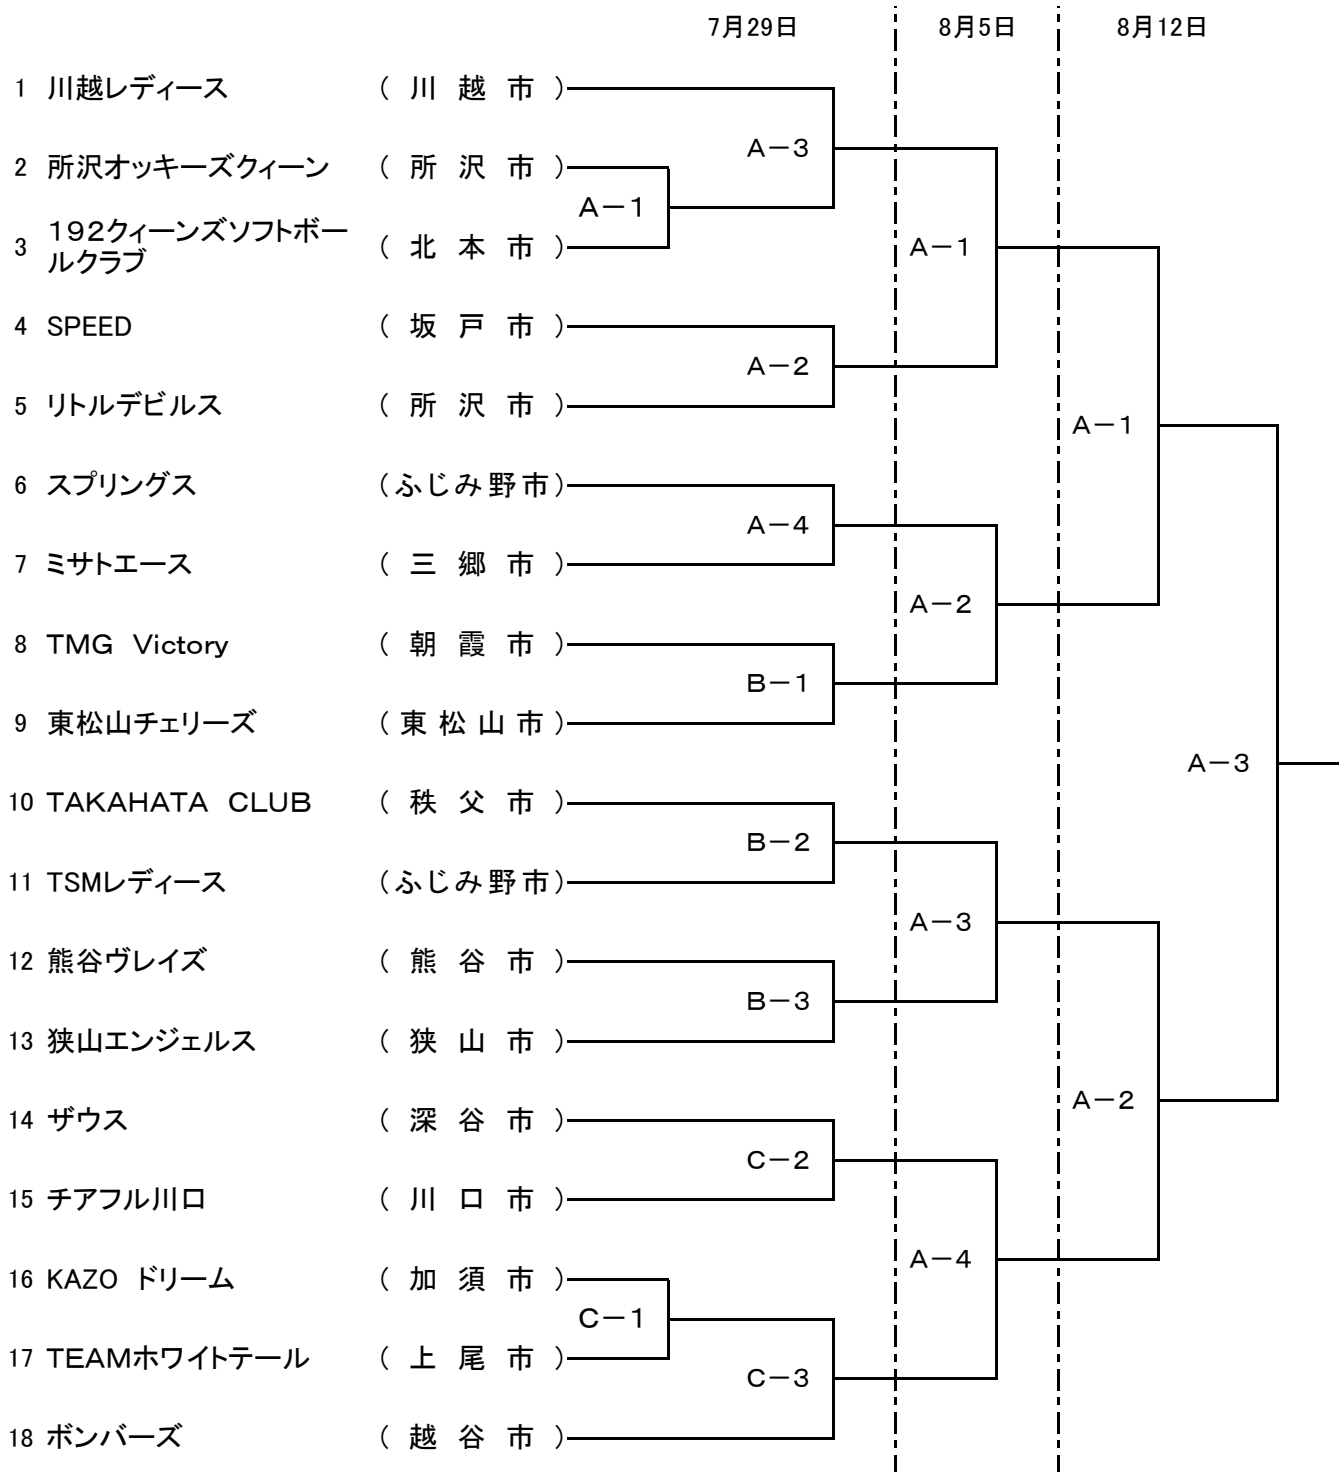 7月29日 8月5日 8月12日
1 川越レディース ( 川 越 市 )
A－3
2 所沢オッキーズクィーン ( 所 沢 市 )
A－1
3 192クィーンズソフトボー
ルクラブ ( 北 本 市 )
A－1
4 SPEED ( 坂 戸 市 )
A－2
5 リトルデビルス ( 所 沢 市 )
A－1
6 スプリングス (ふじみ野市)
A－4
7 ミサトエース ( 三 郷 市 )
A－2
8 TMG Victory ( 朝 霞 市 )
B－1
9 東松山チェリーズ ( 東 松 山 市 )
A－3
10 TAKAHATA CLUB ( 秩 父 市 )
B－2
11 TSMレディース (ふじみ野市)
A－3
12 熊谷ヴレイズ ( 熊 谷 市 )
B－3
13 狭山エンジェルス ( 狭 山 市 )
A－2
14 ザウス ( 深 谷 市 )
C－2
15 チアフル川口 ( 川 口 市 )
A－4
16 KAZO ドリーム ( 加 須 市 )
C－1
17 TEAMホワイトテール ( 上 尾 市 )
C－3
18 ボンバーズ ( 越 谷 市 )